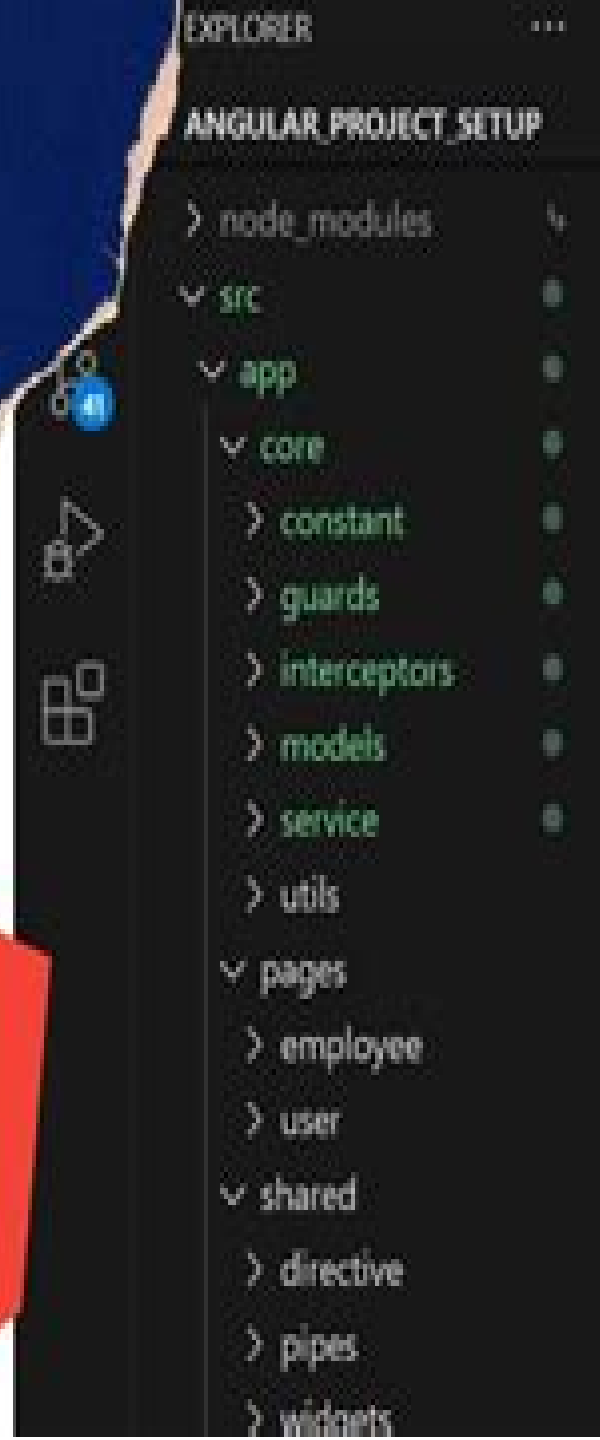 EXPLORER
ANGULAR_PROJECT_SETUP
node_modules
src
app
core
constant
guards
interceptors
models
service
utils
pages
employee
user
shared
directive
pipes
widgets